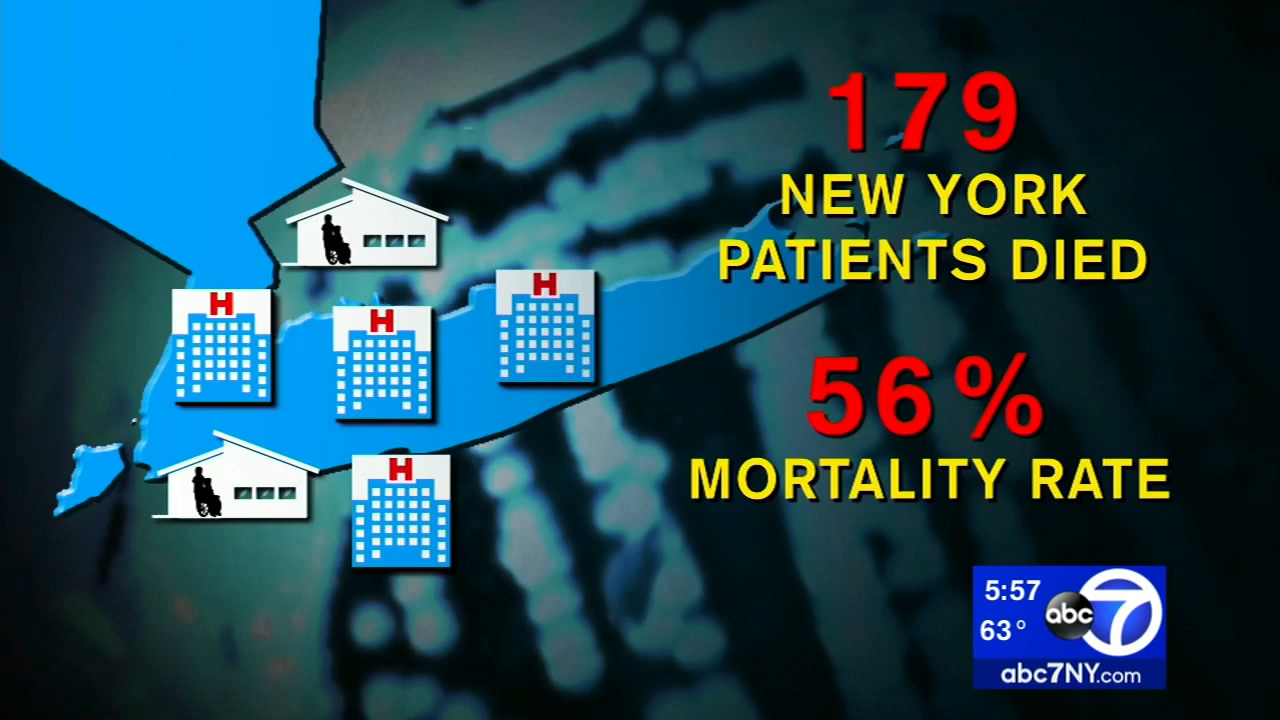 179
NEW YORK
PATIENTS DIED
56%
MORTALITY RATE
H
H
H
H
5:57
63°
abc
7
abc7NY.com